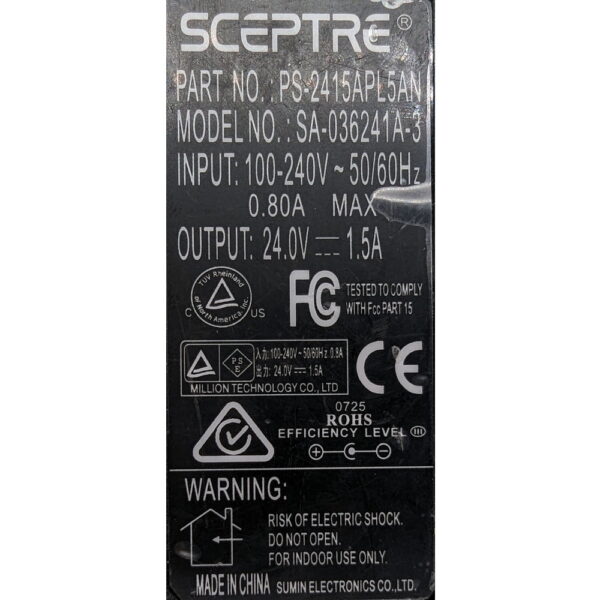 SCEPTRE®
PART NO.: PS-2415APL5AN
MODEL NO.: SA-036241A-3
INPUT: 100-240V ~ 50/60Hz
0.80A MAX
OUTPUT: 24.0V ⎓ 1.5A
TUV Rheinland
of North America, Inc.
C US
FC TESTED TO COMPLY
WITH Fcc PART 15
PS
E
入力:100-240V~50/60Hz 0.8A
出力: 24.0V ⎓ 1.5A
MILLION TECHNOLOGY CO., LTD
CE
0725
ROHS
EFFICIENCY LEVEL III
WARNING:
RISK OF ELECTRIC SHOCK.
DO NOT OPEN.
FOR INDOOR USE ONLY.
MADE IN CHINA SUMIN ELECTRONICS CO.,LTD.